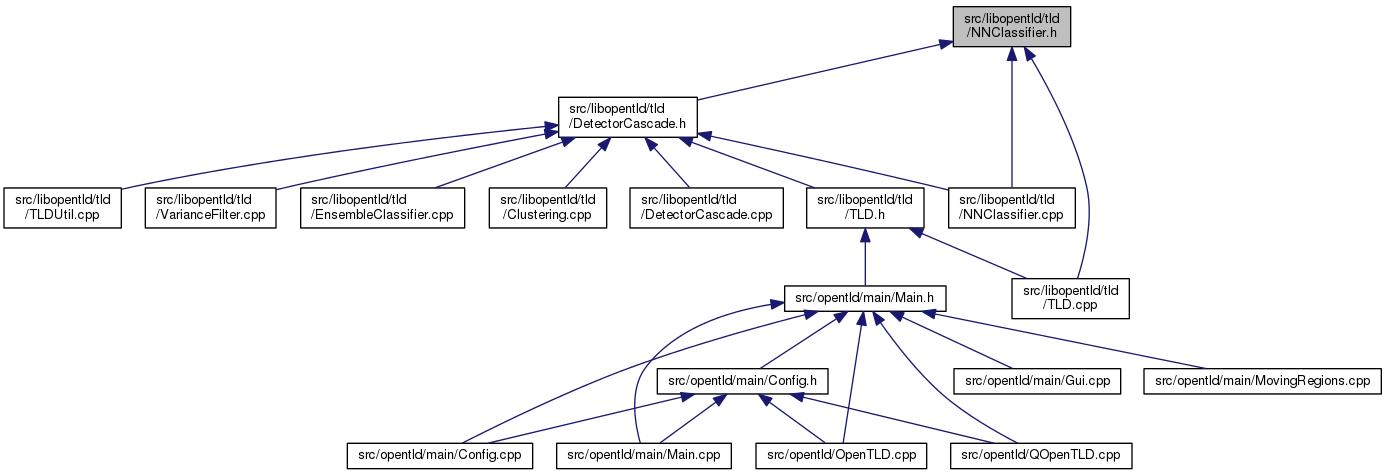 src/libopentld/tld
/NNClassifier.h
src/libopentld/tld
/DetectorCascade.h
src/libopentld/tld
/TLDUtil.cpp
src/libopentld/tld
/VarianceFilter.cpp
src/libopentld/tld
/EnsembleClassifier.cpp
src/libopentld/tld
/Clustering.cpp
src/libopentld/tld
/DetectorCascade.cpp
src/libopentld/tld
/TLD.h
src/libopentld/tld
/NNClassifier.cpp
src/opentld/main/Main.h
src/libopentld/tld
/TLD.cpp
src/opentld/main/Config.h
src/opentld/main/Gui.cpp
src/opentld/main/MovingRegions.cpp
src/opentld/main/Config.cpp
src/opentld/main/Main.cpp
src/opentld/OpenTLD.cpp
src/opentld/QOpenTLD.cpp